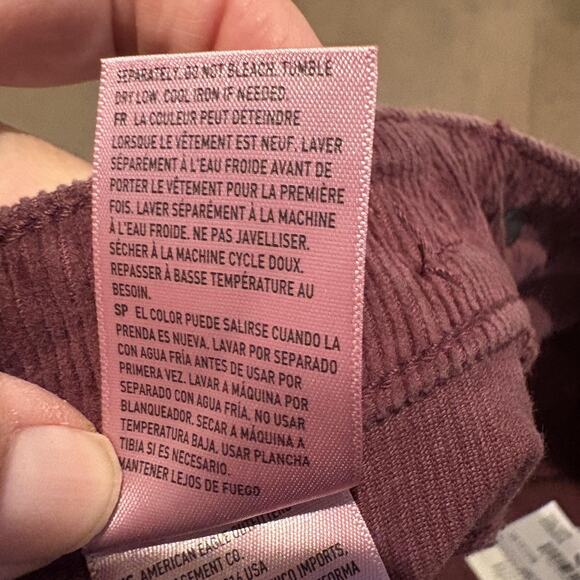 SEPARATELY. DO NOT BLEACH. TUMBLE
DRY LOW. COOL IRON IF NEEDED
FR LA COULEUR PEUT DETEINDRE
LORSQUE LE VÊTEMENT EST NEUF. LAVER
SÉPARÉMENT À L'EAU FROIDE AVANT DE
PORTER LE VÊTEMENT POUR LA PREMIÈRE
FOIS. LAVER SÉPARÉMENT À LA MACHINE
À L'EAU FROIDE. NE PAS JAVELLISER.
SÉCHER À LA MACHINE CYCLE DOUX.
REPASSER À BASSE TEMPÉRATURE AU
BESOIN.
SP EL COLOR PUEDE SALIRSE CUANDO LA
PRENDA ES NUEVA. LAVAR POR SEPARADO
CON AGUA FRÍA ANTES DE USAR POR
PRIMERA VEZ. LAVAR A MÁQUINA POR
SEPARADO CON AGUA FRÍA. NO USAR
BLANQUEADOR. SECAR A MÁQUINA A
TEMPERATURA BAJA. USAR PLANCHA
TIBIA SI ES NECESARIO.
MANTENER LEJOS DE FUEGO
AMERICAN EAGLE OUTFITTERS
CO.
USA
IMPORTS,